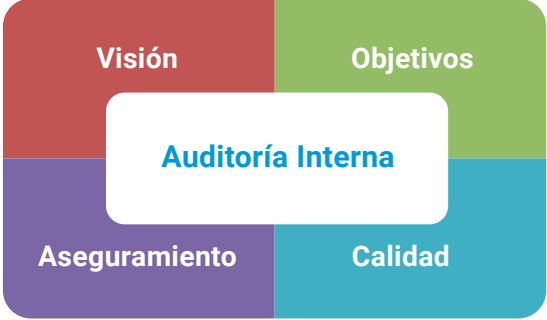 Visión
Objetivos
Auditoría Interna
Aseguramiento
Calidad